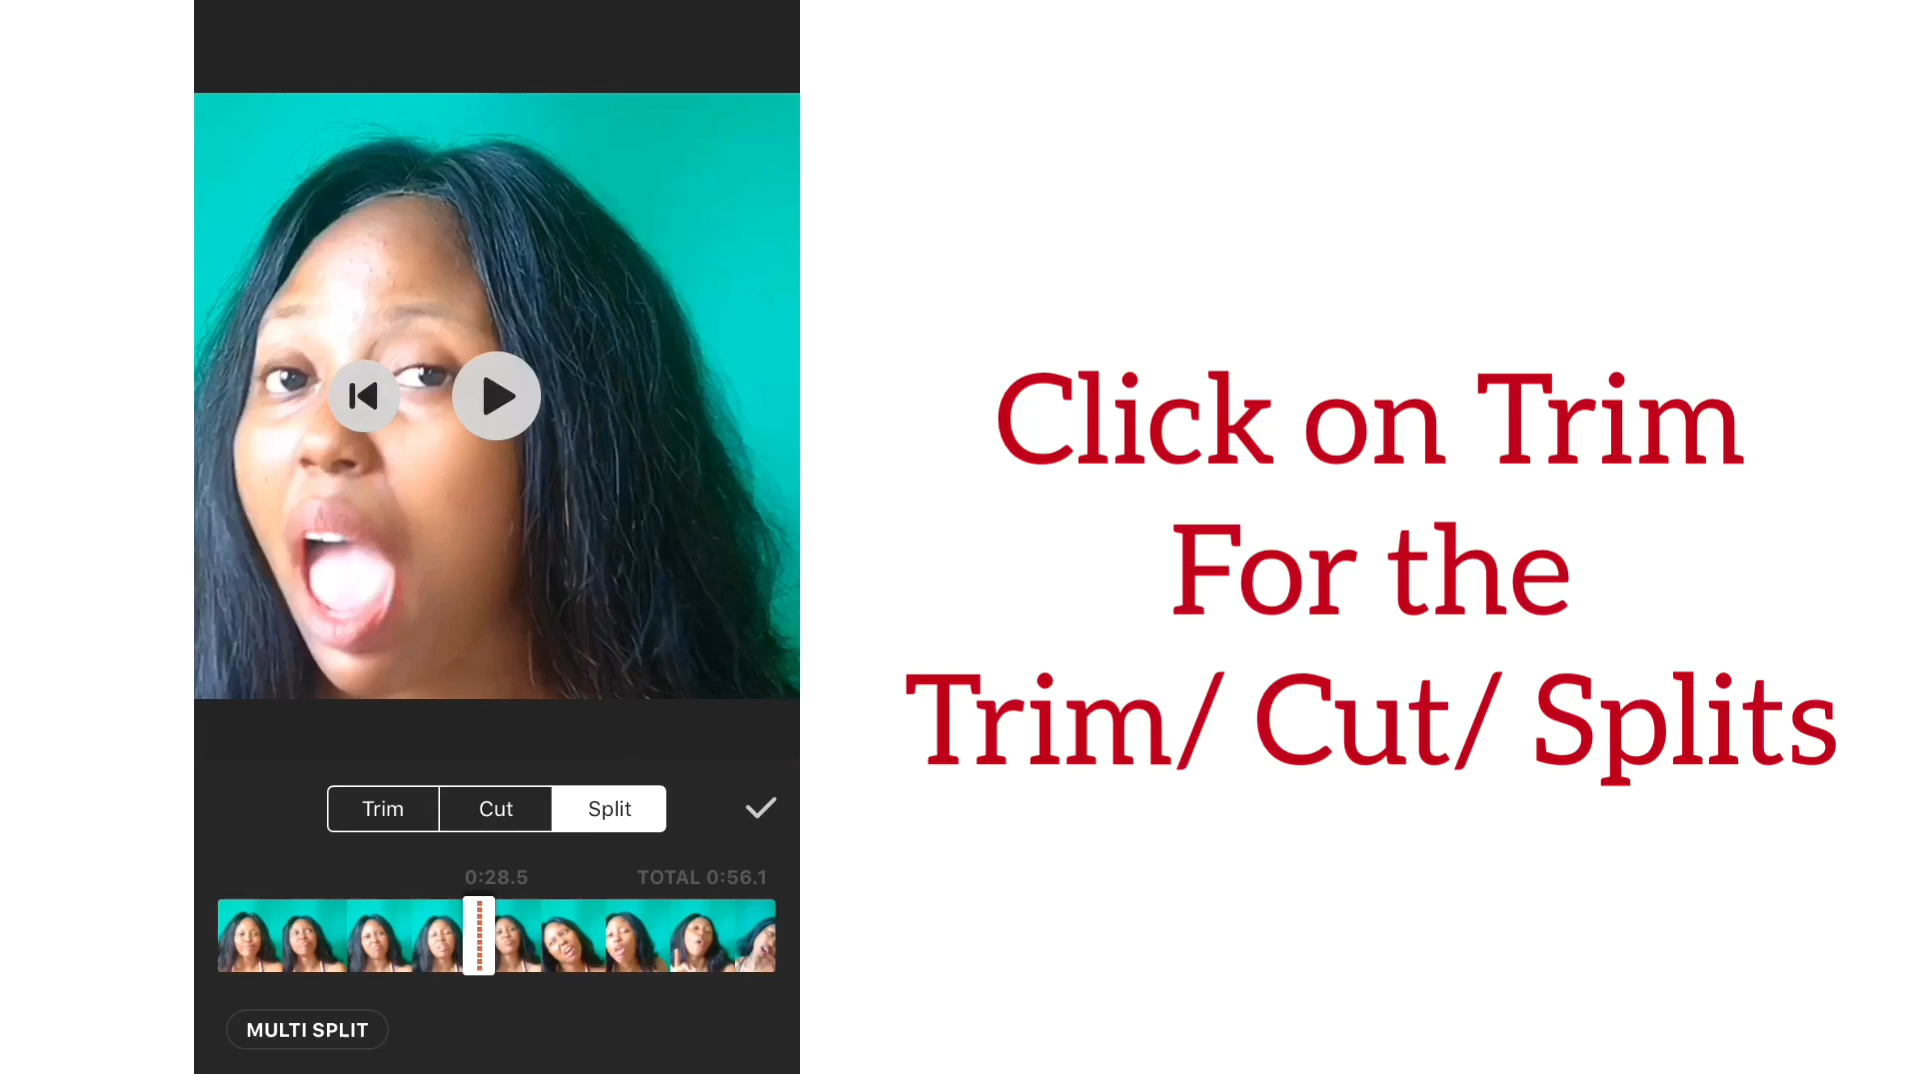 Click on Trim
For the
Trim/ Cut/ Splits
Trim Cut Split
0:28.5 TOTAL 0:56.1
MULTI SPLIT